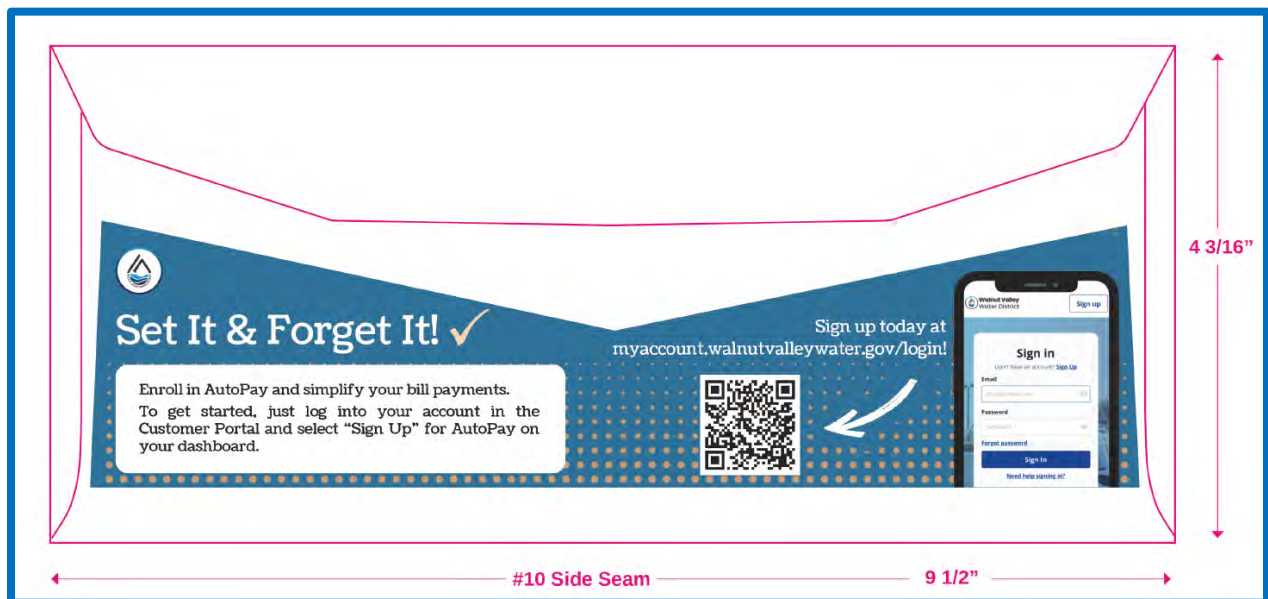 4 3/16”
Set It & Forget It!
Enroll in AutoPay and simplify your bill payments.
To get started, just log into your account in the
Customer Portal and select “Sign Up” for AutoPay on
your dashboard.
Sign up today at
myaccount.walnutvalleywater.gov/login!
Walnut Valley
Water District
Sign up
Sign in
Don't have an account? Sign Up
Email
Password
Forgot password
Sign In
Need help signing in?
#10 Side Seam
9 1/2”